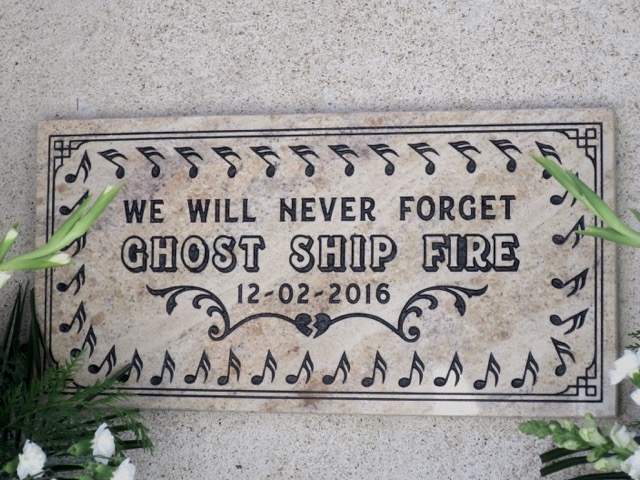 WE WILL NEVER FORGET
GHOST SHIP FIRE
12-02-2016